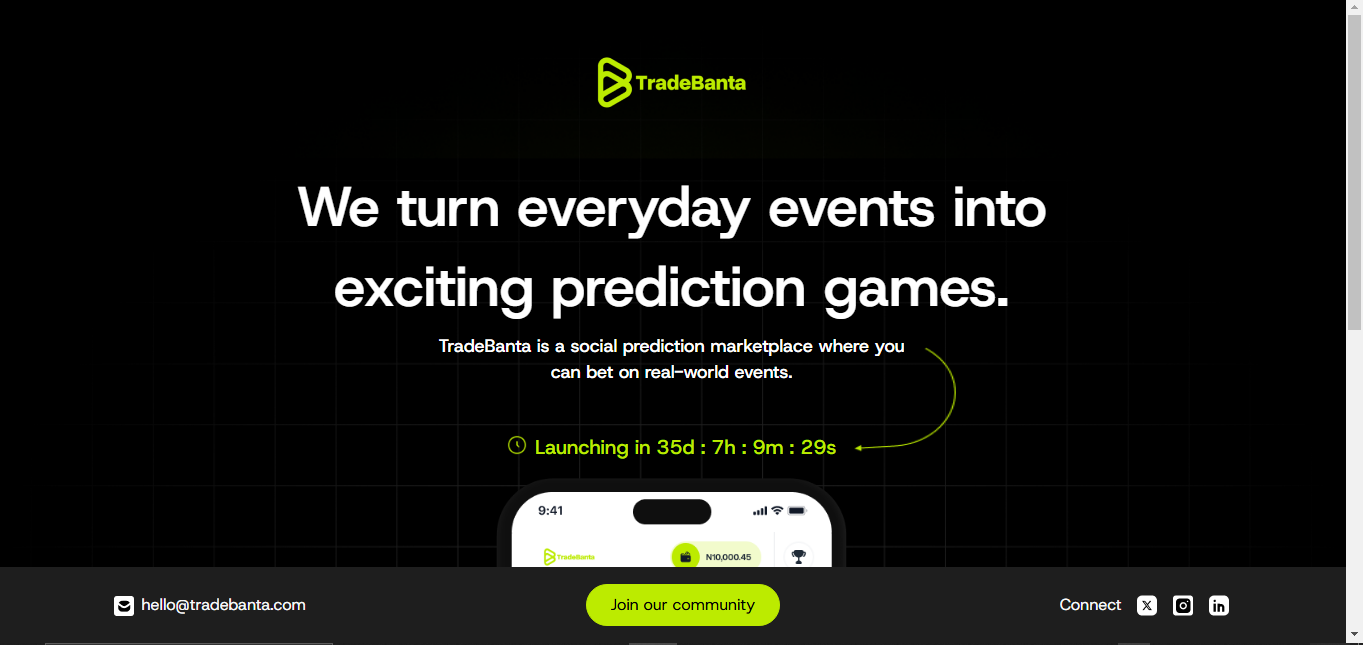 TradeBanta
We turn everyday events into
exciting prediction games.
TradeBanta is a social prediction marketplace where you
can bet on real-world events.
Launching in 35d : 7h : 9m : 29s
9:41
TradeBanta
N10,000.45
hello@tradebanta.com
Join our community
Connect